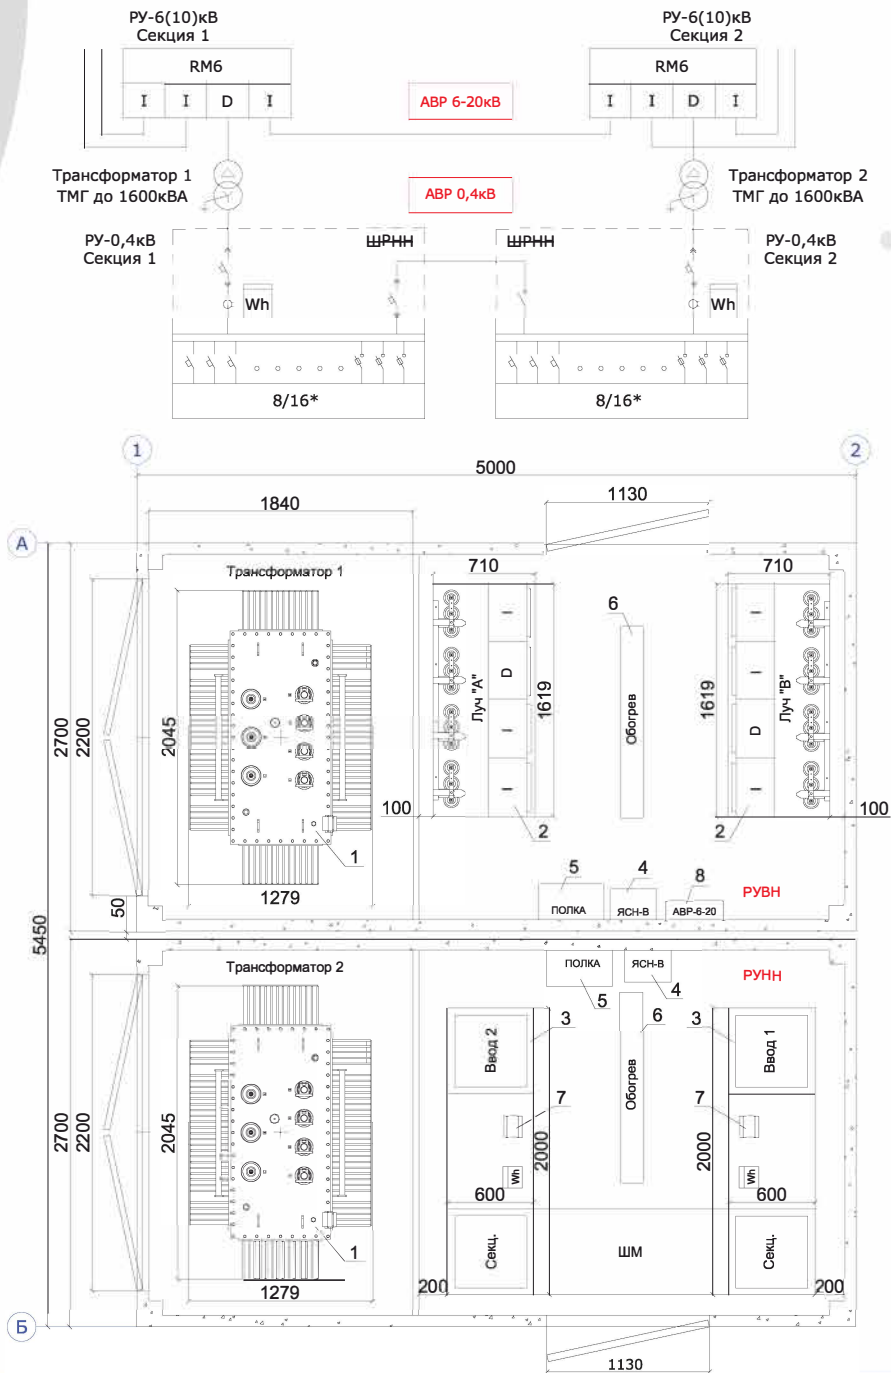 РУ-6(10)кВ
Секция 1
РУ-6(10)кВ
Секция 2
RM6
RM6
I I D I
АВР 6-20кВ
I I D I
Трансформатор 1
ТМГ до 1600кВА
АВР 0,4кВ
Трансформатор 2
ТМГ до 1600кВА
РУ-0,4кВ
Секция 1
ШРНН
ШРНН
РУ-0,4кВ
Секция 2
Wh
Wh
8/16*
8/16*
1
2
5000
1840
1130
А
Трансформатор 1
710
710
6
I
D
I
I
Луч "А"
1619
Обогрев
1619
I
I
D
I
Луч "В"
2700
2200
2045
100
100
2
2
1
1279
5
4
8
РУВН
ПОЛКА
ЯСН-В
АВР-6-20
50
5450
Трансформатор 2
ПОЛКА
ЯСН-В
РУНН
5
4
3
6
3
Ввод 2
Обогрев
Ввод 1
2700
2200
2045
7
7
2000
2000
Wh
Wh
600
600
1
Секц.
ШМ
Секц.
1279
200
200
Б
1130